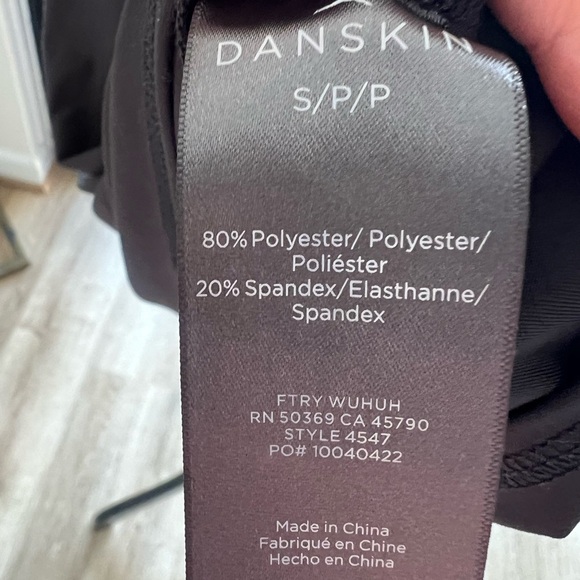 DANSKIN
S/P/P
80% Polyester/ Polyester/
Poliéster
20% Spandex/Elasthanne/
Spandex
FTRY WUHUH
RN 50369 CA 45790
STYLE 4547
PO# 10040422
Made in China
Fabriqué en Chine
Hecho en China